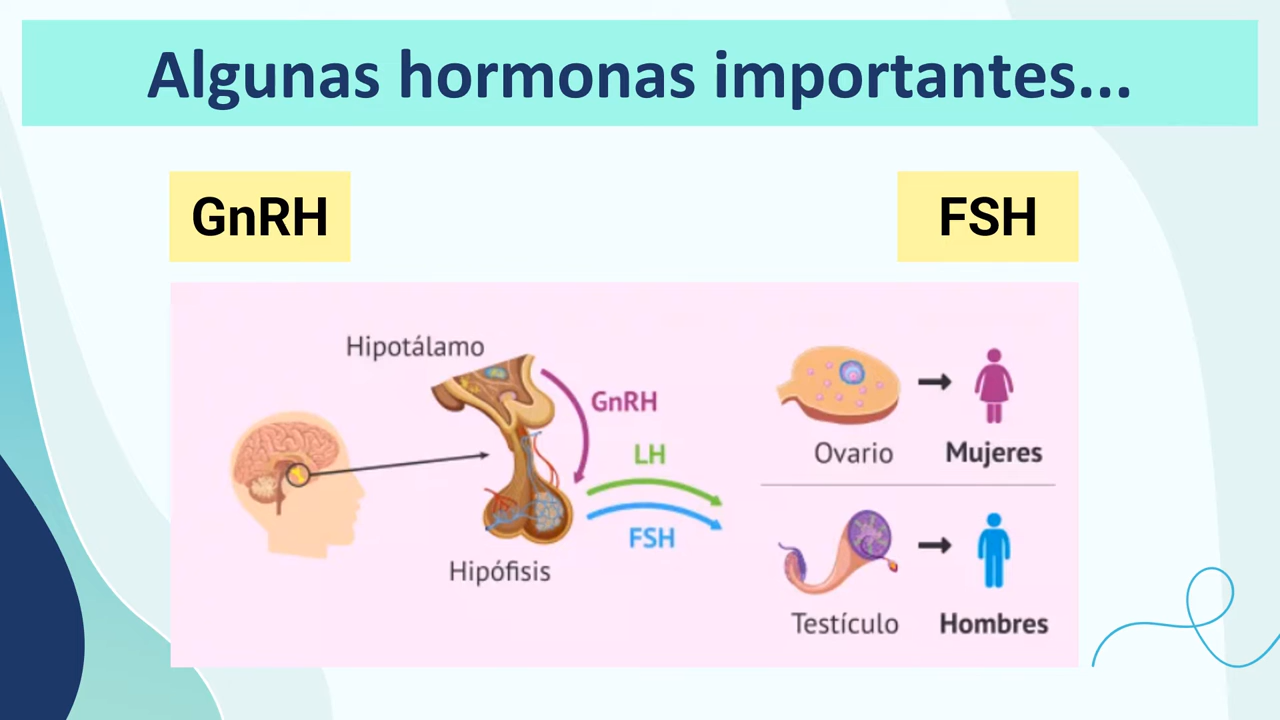 Algunas hormonas importantes...
GnRH
FSH
Hipotálamo
GnRH
LH
FSH
Hipófisis
Ovario
Mujeres
Testículo
Hombres